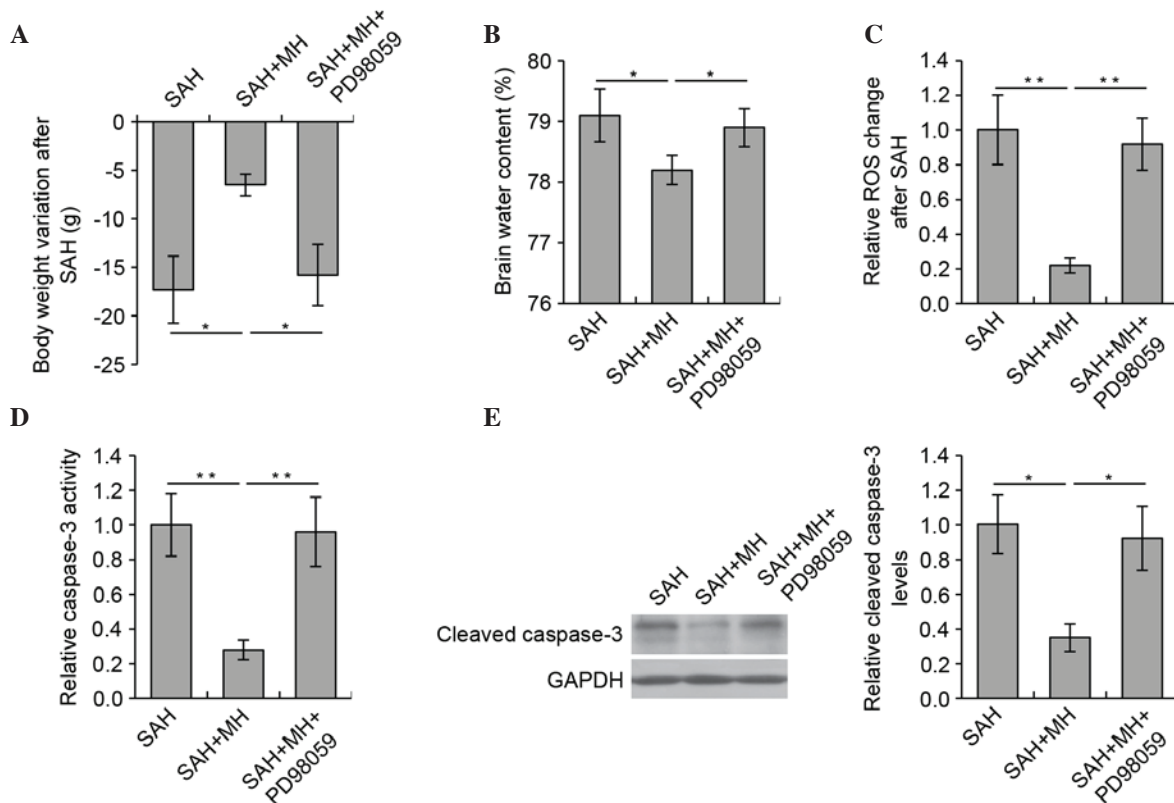 A
SAH
SAH+MH
SAH+MH+
PD98059
Body weight variation after
SAH (g)
0
-5
-10
-15
-20
-25
*
*
B
Brain water content (%)
80
79
78
77
76
*
*
SAH
SAH+MH
SAH+MH+
PD98059
C
Relative ROS change
after SAH
1.4
1.2
1.0
0.8
0.6
0.4
0.2
0.0
**
**
SAH
SAH+MH
SAH+MH+
PD98059
D
Relative caspase-3 activity
1.4
1.2
1.0
0.8
0.6
0.4
0.2
0.0
**
**
SAH
SAH+MH
SAH+MH+
PD98059
E
SAH
SAH+MH
SAH+MH+
PD98059
Cleaved caspase-3
GAPDH
Relative cleaved caspase-3
levels
1.4
1.2
1.0
0.8
0.6
0.4
0.2
0.0
*
*
SAH
SAH+MH
SAH+MH+
PD98059